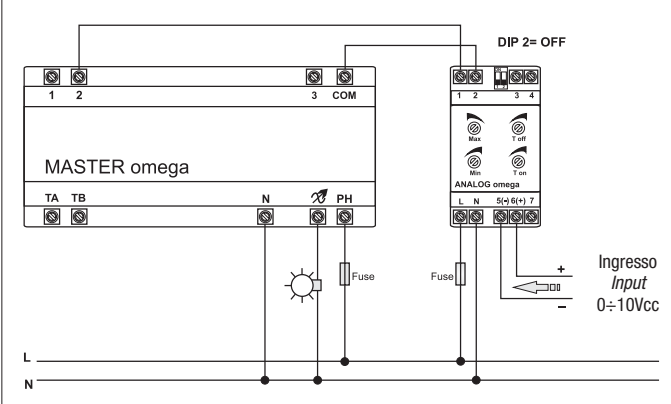 DIP 2= OFF
1 2 3 COM
1 2 3 4
Max T off
MASTER omega
Min T on
ANALOG omega
TA TB N PH
L N 5(-) 6(+) 7
Fuse
Fuse
+
Ingresso
Input
0÷10Vcc
–
L
N